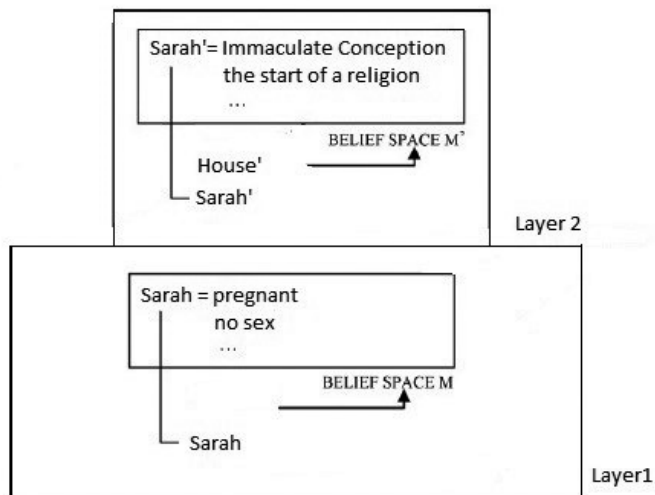 Sarah'= Immaculate Conception
the start of a religion
...
BELIEF SPACE M'
House'
Sarah'
Layer 2
Sarah = pregnant
no sex
...
BELIEF SPACE M
Sarah
Layer1